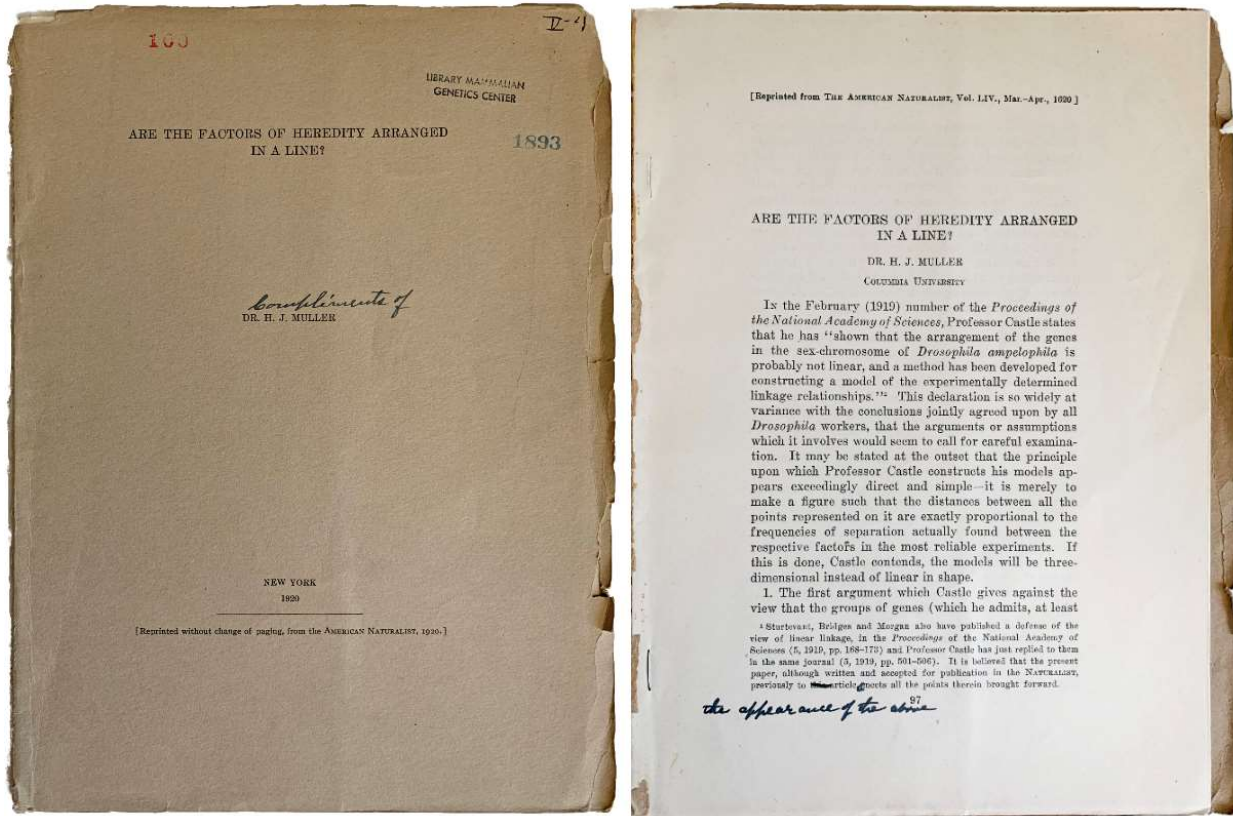 169
II-4
LIBRARY MAMMALIAN
GENETICS CENTER
ARE THE FACTORS OF HEREDITY ARRANGED
IN A LINE?
1893
Compliments of
DR. H. J. MULLER
NEW YORK
1920
[Reprinted without change of paging, from the AMERICAN NATURALIST, 1920.]
[Reprinted from THE AMERICAN NATURALIST, Vol. LIV., Mar.-Apr., 1620]
ARE THE FACTORS OF HEREDITY ARRANGED
IN A LINE?
DR. H. J. MULLER
COLUMBIA UNIVERSITY
In the February (1919) number of the Proceedings of
the National Academy of Sciences, Professor Castle states
that he has "shown that the arrangement of the genes
in the sex-chromosome of Drosophila ampelophila is
probably not linear, and a method has been developed for
constructing a model of the experimentally determined
linkage relationships."¹ This declaration is so widely at
variance with the conclusions jointly agreed upon by all
Drosophila workers, that the arguments or assumptions
which it involves would seem to call for careful examina-
tion. It may be stated at the outset that the principle
upon which Professor Castle constructs his models ap-
pears exceedingly direct and simple—it is merely to
make a figure such that the distances between all the
points represented on it are exactly proportional to the
frequencies of separation actually found between the
respective factors in the most reliable experiments. If
this is done, Castle contends, the models will be three-
dimensional instead of linear in shape.
1. The first argument which Castle gives against the
view that the groups of genes (which he admits, at least
¹ Sturtevant, Bridges and Morgan also have published a defense of the
view of linear linkage, in the Proceedings of the National Academy of
Sciences (5, 1919, pp. 168-173) and Professor Castle has just replied to them
in the same journal (5, 1919, pp. 501-506). It is believed that the present
paper, although written and accepted for publication in the NATURALIST,
previously to this article, meets all the points therein brought forward.
97
the appearance of the above